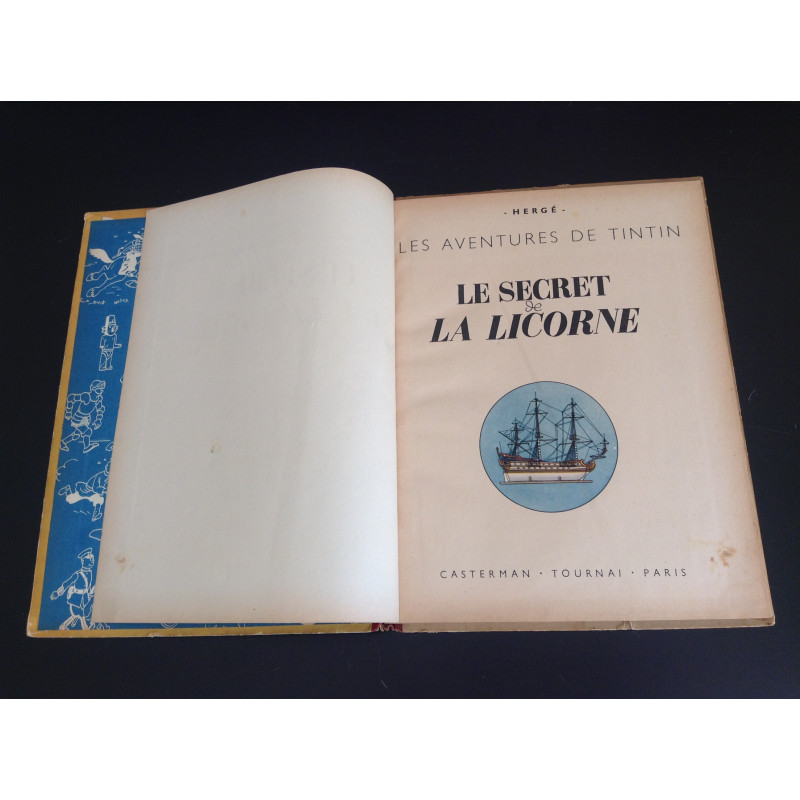 - HERGÉ -
LES AVENTURES DE TINTIN
LE SECRET
de
LA LICORNE
CASTERMAN · TOURNAI · PARIS